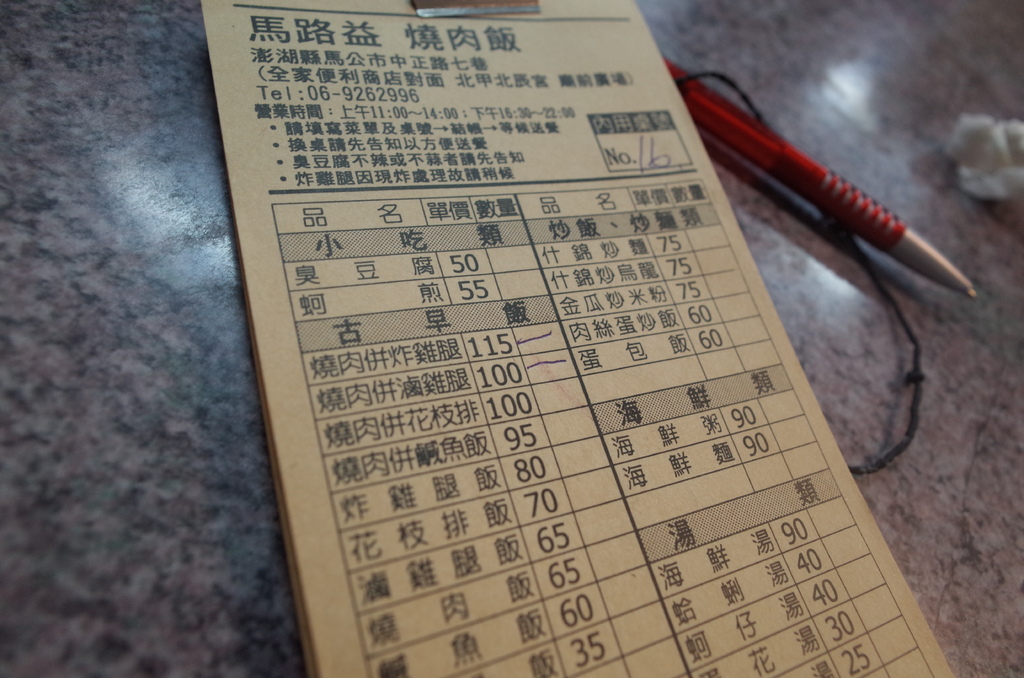 馬路益 燒肉飯
澎湖縣馬公市中正路七巷
(全家便利商店對面 北甲北辰宮 廟前廣場)
Tel:06-9262996
營業時間：上午11:00~14:00；下午16:30~22:00
•請填寫菜單及桌號→結帳→等候送餐
•換桌請先告知以方便送餐
•臭豆腐不辣或不蒜者請先告知
•炸雞腿因現炸處理故請稍候
內用桌號
No. 16.
品名 單價 數量
小吃類
臭豆腐 50
蚵煎 55
古早飯
燒肉併炸雞腿 115 一
燒肉併滷雞腿 100 二
燒肉併花枝排 100
燒肉併鹹魚飯 95
炸雞腿飯 80
花枝排飯 70
滷雞腿飯 65
燒肉飯 65
鹹魚飯 60
飯 35
品名 單價 數量
炒飯、炒麵類
什錦炒麵 75
什錦炒烏龍 75
金瓜炒米粉 75
肉絲蛋炒飯 60
蛋包飯 60
海鮮類
海鮮粥 90
海鮮麵 90
湯類
海鮮湯 90
蛤蜊湯 40
蚵仔湯 40
花湯 30
25